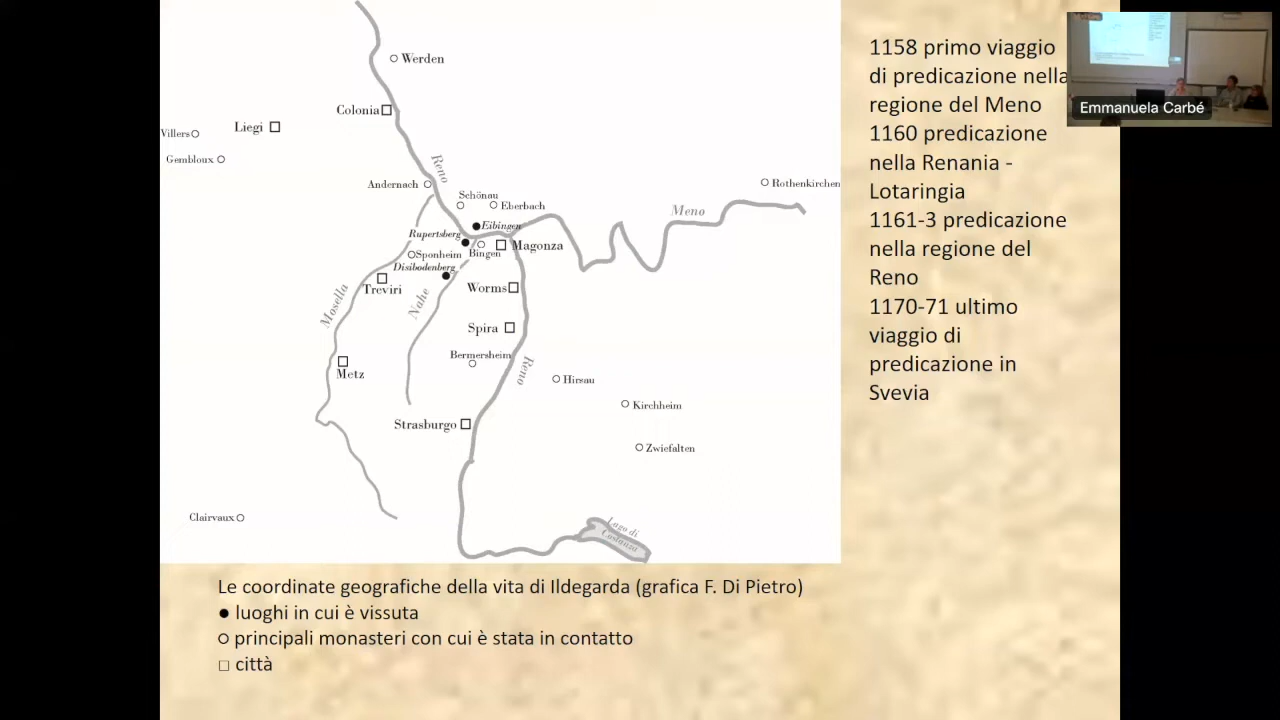 Werden
Colonia
Liegi
Villers
Gembloux
Reno
Andernach
Schönau
Eberbach
Rothenkirchen
Meno
Eibingen
Rupertsberg
Bingen
Magonza
Sponheim
Disibodenberg
Treviri
Mosella
Nahe
Worms
Spira
Bermersheim
Metz
Reno
Hirsau
Kirchheim
Strasburgo
Zwiefalten
Clairvaux
Lago di
Costanza
1158 primo viaggio
di predicazione nella
regione del Meno
1160 predicazione
nella Renania -
Lotaringia
1161-3 predicazione
nella regione del
Reno
1170-71 ultimo
viaggio di
predicazione in
Svevia
Emmanuela Carbé
Le coordinate geografiche della vita di Ildegarda (grafica F. Di Pietro)
● luoghi in cui è vissuta
○ principali monasteri con cui è stata in contatto
□ città